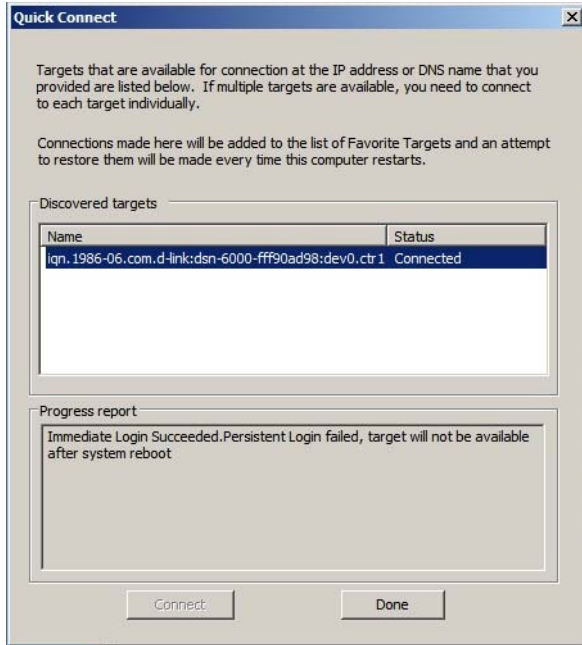 Quick Connect
Targets that are available for connection at the IP address or DNS name that you
provided are listed below.  If multiple targets are available, you need to connect
to each target individually.
Connections made here will be added to the list of Favorite Targets and an attempt
to restore them will be made every time this computer restarts.
Discovered targets
Name Status
iqn.1986-06.com.d-link:dsn-6000-fff90ad98:dev0.ctr1 Connected
Progress report
Immediate Login Succeeded.Persistent Login failed, target will not be available
after system reboot
Connect Done